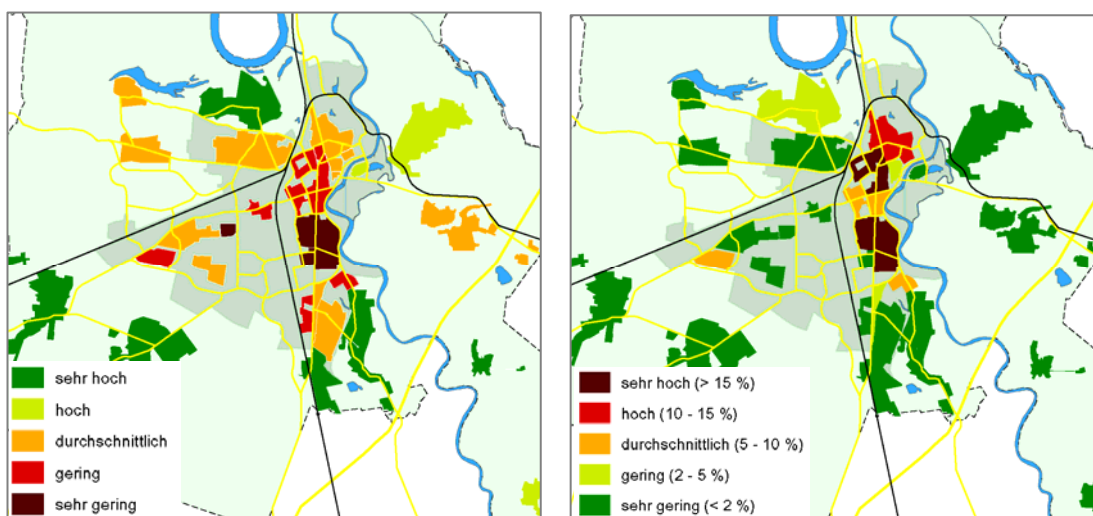 sehr hoch
hoch
durchschnittlich
gering
sehr gering
sehr hoch (> 15 %)
hoch (10 - 15 %)
durchschnittlich (5 - 10 %)
gering (2 - 5 %)
sehr gering (< 2 %)